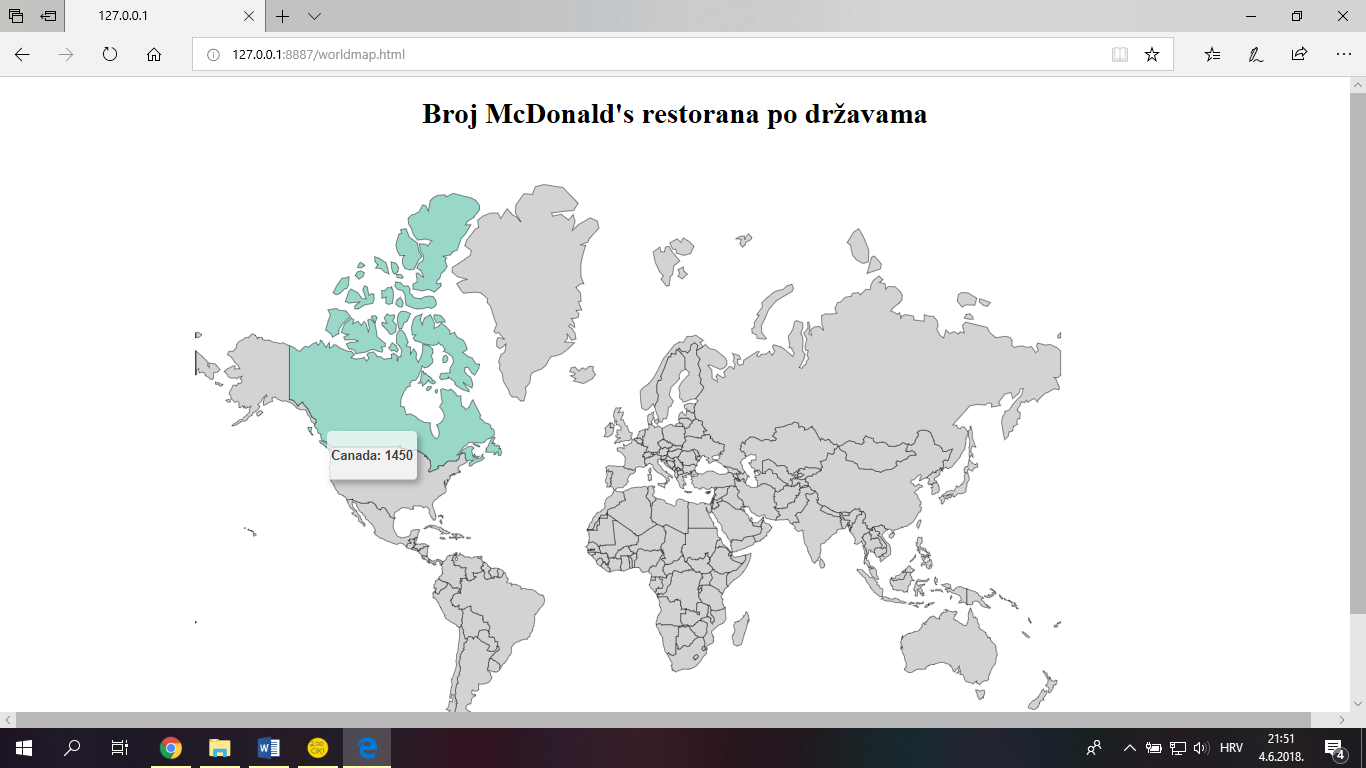 127.0.0.1
127.0.0.1:8887/worldmap.html
Broj McDonald's restorana po državama
Canada: 1450
HRV
21:51
4.6.2018.
4